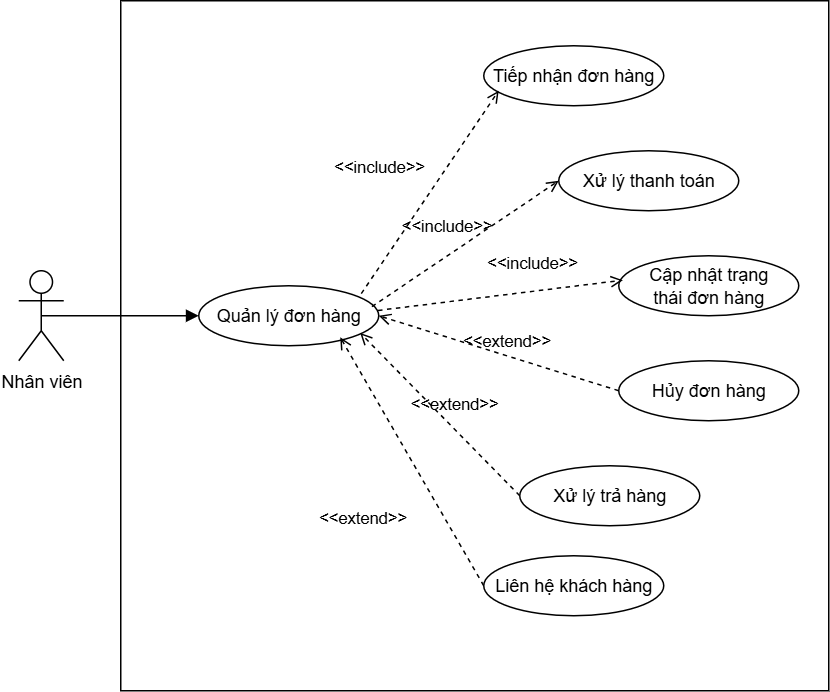 Tiếp nhận đơn hàng
<<include>>
Xử lý thanh toán
<<include>>
<<include>>
Cập nhật trạng
thái đơn hàng
Quản lý đơn hàng
<<extend>>
Nhân viên
Hủy đơn hàng
<<extend>>
Xử lý trả hàng
<<extend>>
Liên hệ khách hàng